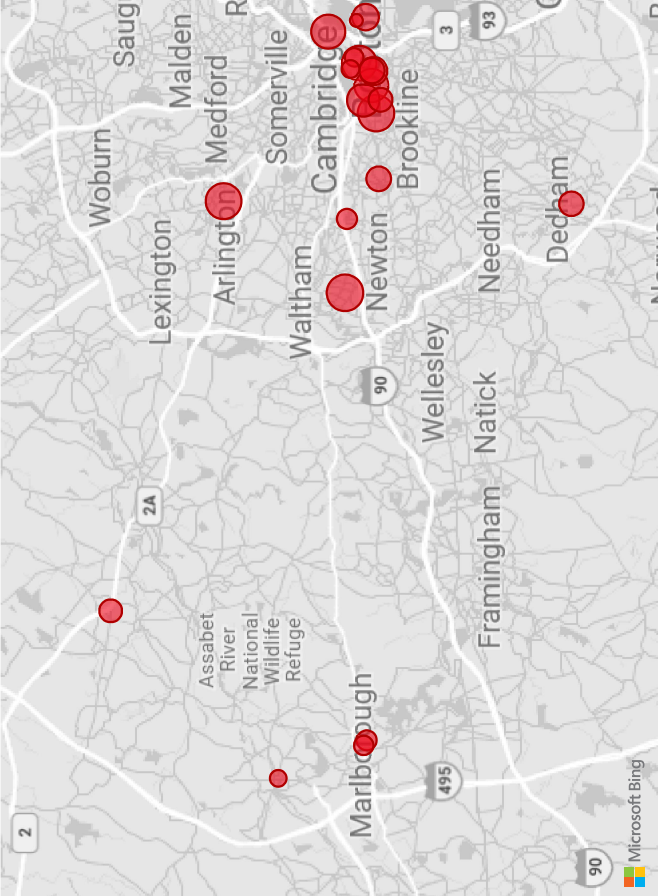 Saug
Malden
Medford
Somerville
R
Cambridge
ton
Brookline
3
93
C
Woburn
Lexington
Arlington
Waltham
Newton
Needham
Dedham
90
Wellesley
Natick
2A
Framingham
Assabet
River
National
Wildlife
Refuge
Marlborough
495
2
90
Microsoft Bing